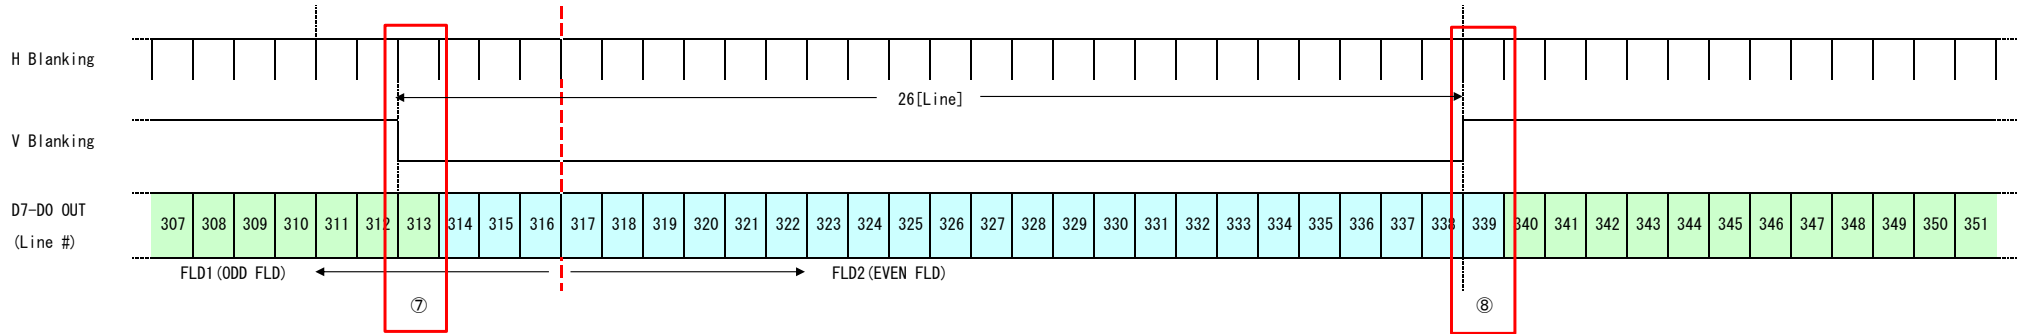 H Blanking
26[Line]
V Blanking
D7-D0 OUT
(Line #)
307 308 309 310 311 312 313 314 315 316 317 318 319 320 321 322 323 324 325 326 327 328 329 330 331 332 333 334 335 336 337 338 339 340 341 342 343 344 345 346 347 348 349 350 351
FLD1(ODD FLD) FLD2(EVEN FLD)
⑦ ⑧